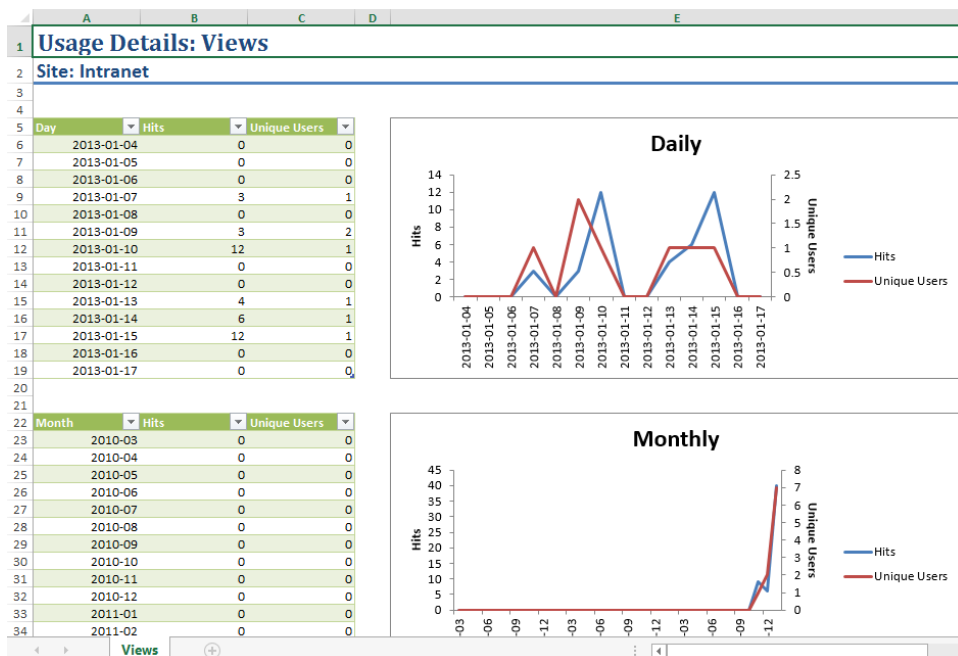 A B C D E
1 Usage Details: Views
2 Site: Intranet
3
4
5 Day Hits Unique Users
6 2013-01-04 0 0
7 2013-01-05 0 0
8 2013-01-06 0 0
9 2013-01-07 3 1
10 2013-01-08 0 0
11 2013-01-09 3 2
12 2013-01-10 12 1
13 2013-01-11 0 0
14 2013-01-12 0 0
15 2013-01-13 4 1
16 2013-01-14 6 1
17 2013-01-15 12 1
18 2013-01-16 0 0
19 2013-01-17 0 0
20
21
22 Month Hits Unique Users
23 2010-03 0 0
24 2010-04 0 0
25 2010-05 0 0
26 2010-06 0 0
27 2010-07 0 0
28 2010-08 0 0
29 2010-09 0 0
30 2010-10 0 0
31 2010-11 0 0
32 2010-12 0 0
33 2011-01 0 0
34 2011-02 0 0
Daily
Hits
14
12
10
8
6
4
2
0
2.5
2
1.5
1
0.5
0
Unique Users
2013-01-04
2013-01-05
2013-01-06
2013-01-07
2013-01-08
2013-01-09
2013-01-10
2013-01-11
2013-01-12
2013-01-13
2013-01-14
2013-01-15
2013-01-16
2013-01-17
Hits
Unique Users
Monthly
Hits
45
40
35
30
25
20
15
10
5
0
8
7
6
5
4
3
2
1
0
Unique Users
-03
-06
-09
-12
-03
-06
-09
-12
-03
-06
-09
-12
Hits
Unique Users
Views